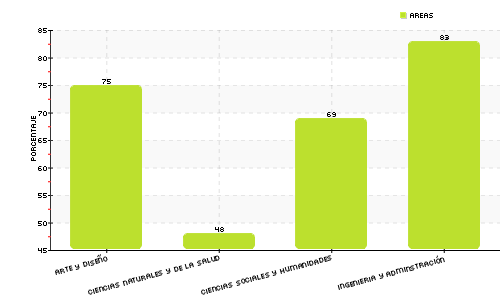 AREAS
PORCENTAJE
85
80
75
70
65
60
55
50
45
75
48
69
83
ARTE Y DISEÑO
CIENCIAS NATURALES Y DE LA SALUD
CIENCIAS SOCIALES Y HUMANIDADES
INGENIERIA Y ADMINSTRACIÓN